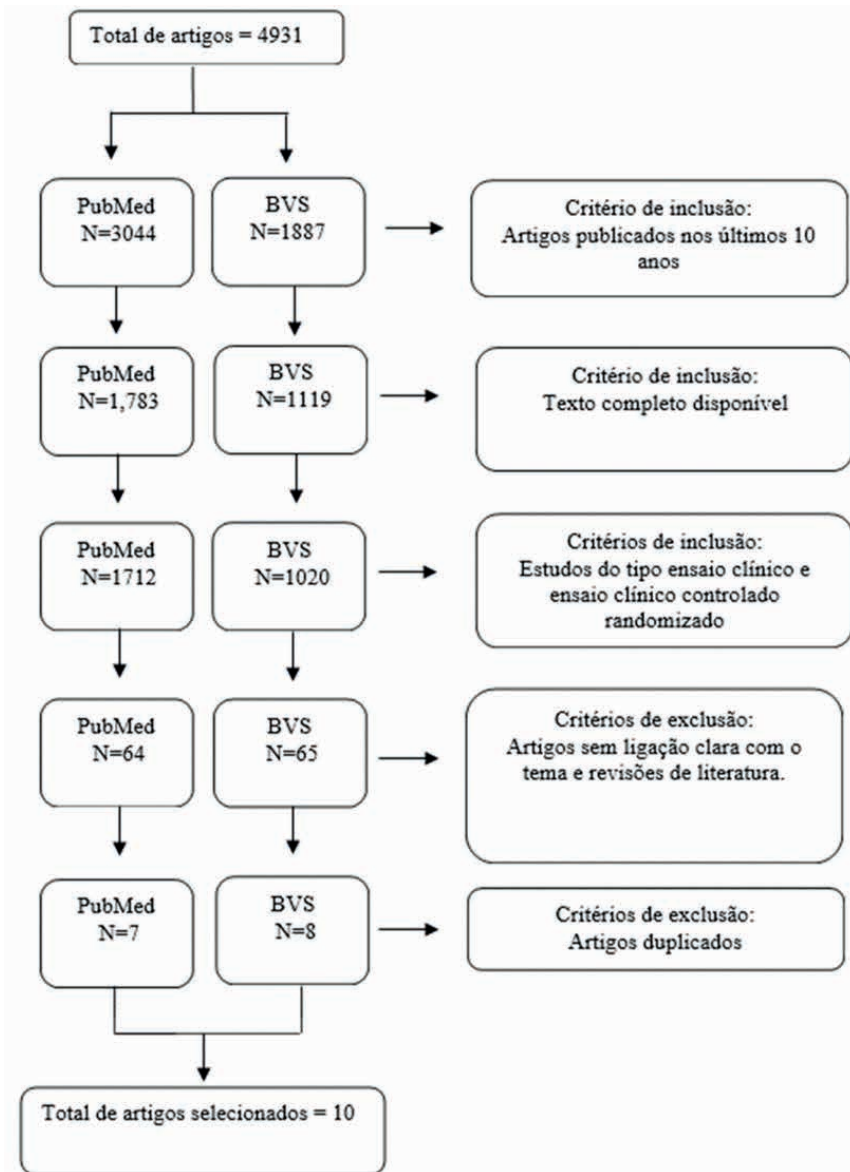 Total de artigos = 4931
PubMed
N=3044
BVS
N=1887
Critério de inclusão:
Artigos publicados nos últimos 10
anos
PubMed
N=1,783
BVS
N=1119
Critério de inclusão:
Texto completo disponível
PubMed
N=1712
BVS
N=1020
Critérios de inclusão:
Estudos do tipo ensaio clínico e
ensaio clínico controlado
randomizado
PubMed
N=64
BVS
N=65
Critérios de exclusão:
Artigos sem ligação clara com o
tema e revisões de literatura.
PubMed
N=7
BVS
N=8
Critérios de exclusão:
Artigos duplicados
Total de artigos selecionados = 10